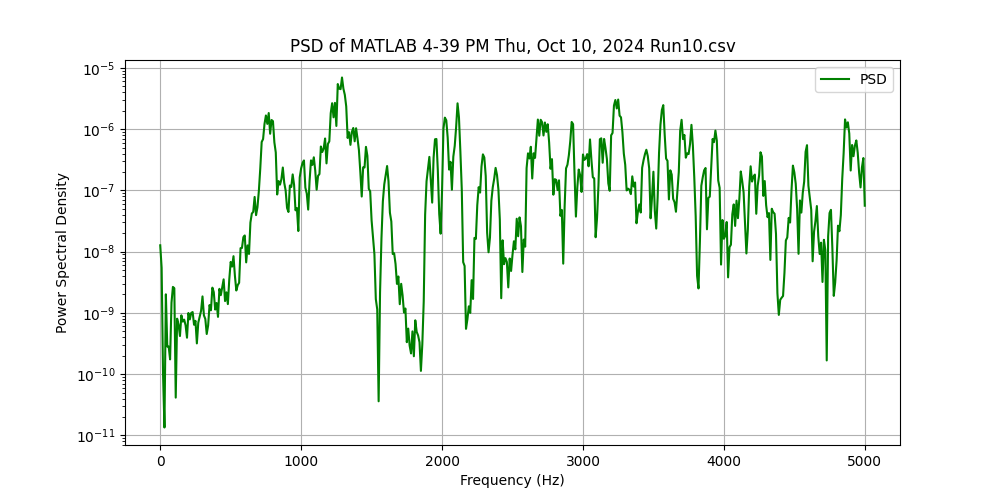 PSD of MATLAB 4-39 PM Thu, Oct 10, 2024 Run10.csv
PSD
Power Spectral Density
10⁻⁵
10⁻⁶
10⁻⁷
10⁻⁸
10⁻⁹
10⁻¹⁰
10⁻¹¹
0 1000 2000 3000 4000 5000
Frequency (Hz)